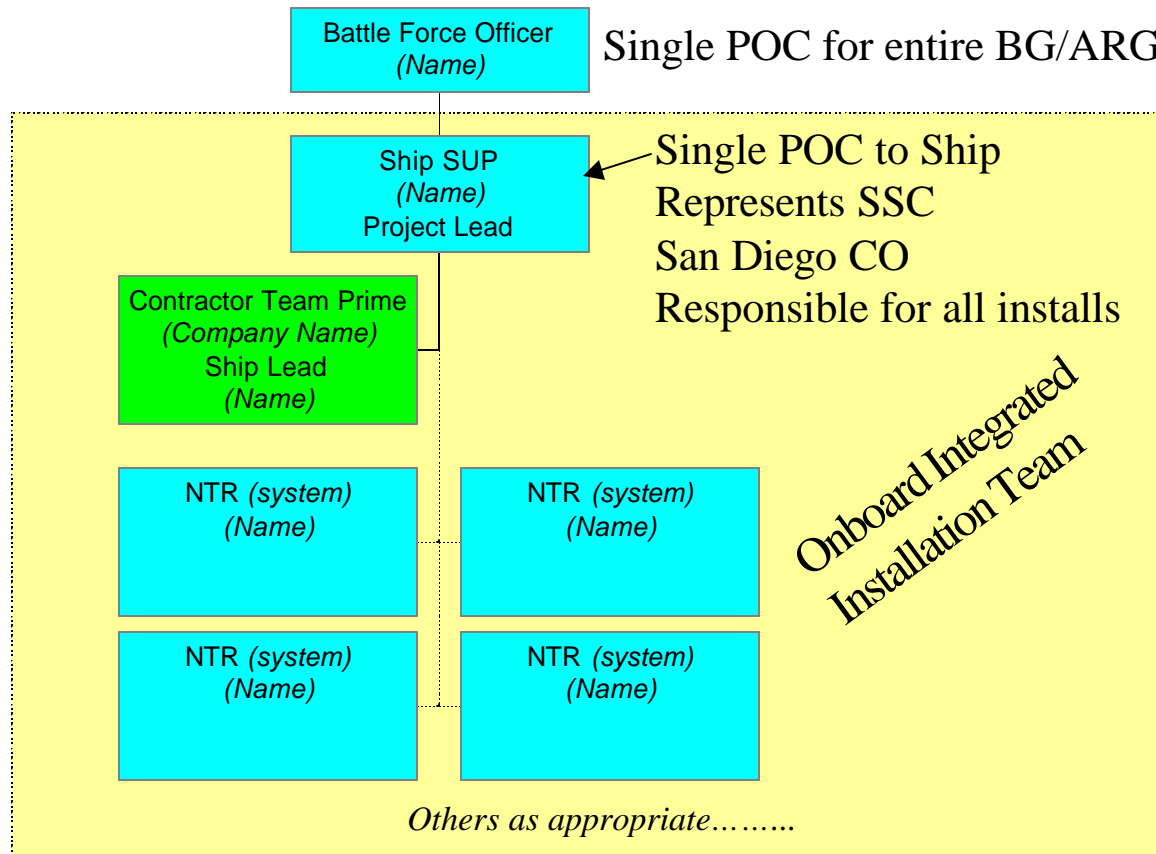 Battle Force Officer
(Name)
Single POC for entire BG/ARG
Ship SUP
(Name)
Project Lead
Single POC to Ship
Represents SSC
San Diego CO
Responsible for all installs
Contractor Team Prime
(Company Name)
Ship Lead
(Name)
Onboard Integrated
Installation Team
NTR (system)
(Name)
NTR (system)
(Name)
NTR (system)
(Name)
NTR (system)
(Name)
Others as appropriate……...